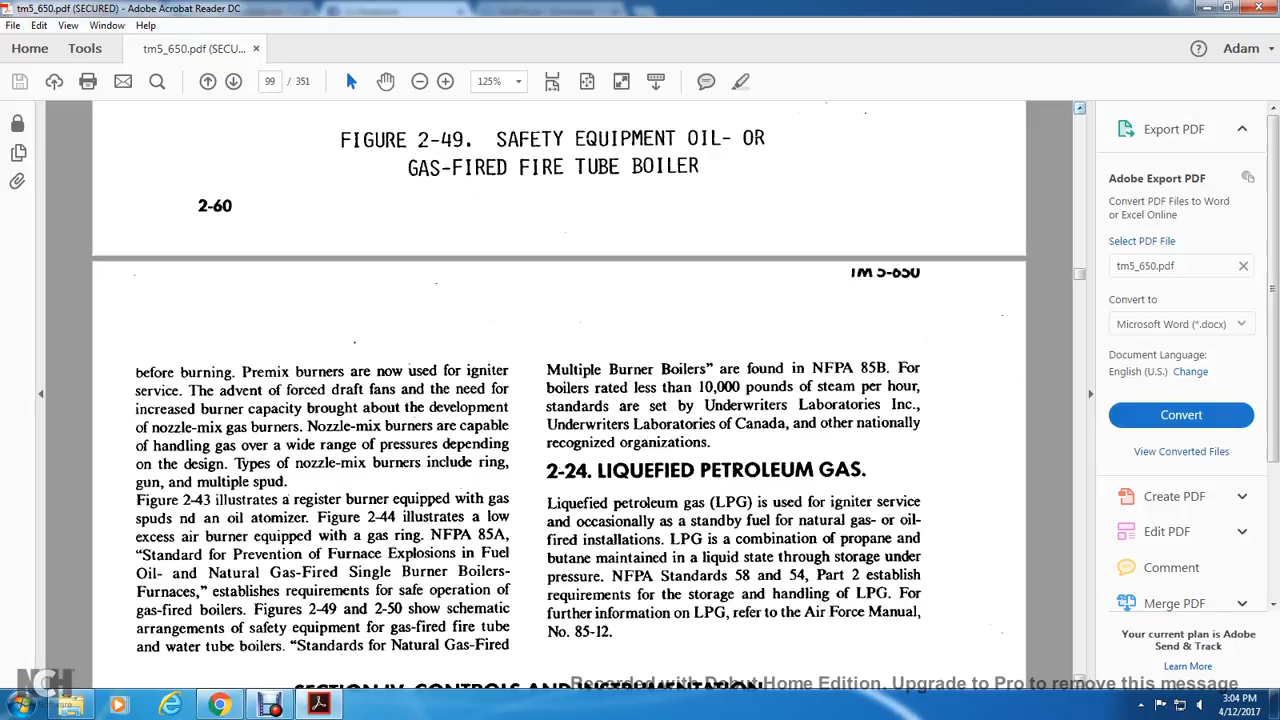 tm5_650.pdf (SECURED) - Adobe Acrobat Reader DC
File Edit View Window Help
Home Tools tm5_650.pdf (SECU... × Adam
99 / 351 125%
FIGURE 2-49. SAFETY EQUIPMENT OIL- OR
GAS-FIRED FIRE TUBE BOILER
2-60
TM 5-650
before burning. Premix burners are now used for igniter
service. The advent of forced draft fans and the need for
increased burner capacity brought about the development
of nozzle-mix gas burners. Nozzle-mix burners are capable
of handling gas over a wide range of pressures depending
on the design. Types of nozzle-mix burners include ring,
gun, and multiple spud.
Figure 2-43 illustrates a register burner equipped with gas
spuds nd an oil atomizer. Figure 2-44 illustrates a low
excess air burner equipped with a gas ring. NFPA 85A,
“Standard for Prevention of Furnace Explosions in Fuel
Oil- and Natural Gas-Fired Single Burner Boilers-
Furnaces,” establishes requirements for safe operation of
gas-fired boilers. Figures 2-49 and 2-50 show schematic
arrangements of safety equipment for gas-fired fire tube
and water tube boilers. “Standards for Natural Gas-Fired
Multiple Burner Boilers” are found in NFPA 85B. For
boilers rated less than 10,000 pounds of steam per hour,
standards are set by Underwriters Laboratories Inc.,
Underwriters Laboratories of Canada, and other nationally
recognized organizations.
2-24. LIQUEFIED PETROLEUM GAS.
Liquefied petroleum gas (LPG) is used for igniter service
and occasionally as a standby fuel for natural gas- or oil-
fired installations. LPG is a combination of propane and
butane maintained in a liquid state through storage under
pressure. NFPA Standards 58 and 54, Part 2 establish
requirements for the storage and handling of LPG. For
further information on LPG, refer to the Air Force Manual,
No. 85-12.
SECTION IV. CONTROLS AND INSTRUMENTATION
Export PDF
Adobe Export PDF
Convert PDF Files to Word
or Excel Online
Select PDF File
tm5_650.pdf
Convert to
Microsoft Word (*.docx)
Document Language:
English (U.S.) Change
Convert
View Converted Files
Create PDF
Edit PDF
Comment
Merge PDF
Your current plan is Adobe
Send & Track
Learn More
NCH
Software
Recorded with Debut Home Edition. Upgrade to Pro to remove this message
3:04 PM
4/12/2017